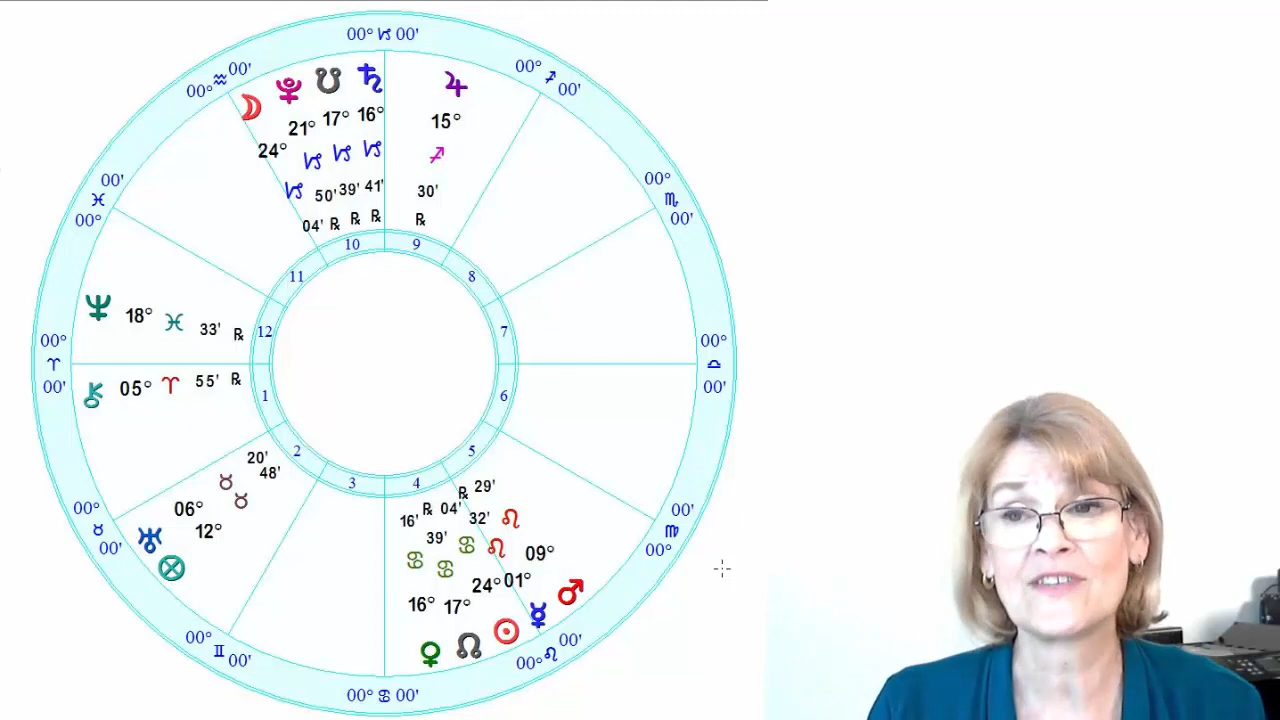 00° ♑ 00'
00° ♒ 00'
00° ♐ 00'
♇ ☋ ♄ ♃
☽
21° 17° 16° 15°
24°
♑ ♑ ♑ ♐
♑ 50' 39' 41' 30'
04' ℞ ℞ ℞ ℞
10 9
00° ♓ 00'
00° ♏ 00'
11 8
♆ 18° ♓ 33' ℞ 12 7
00° ♈ 00'
00° ♎ 00'
⚷ 05° ♈ 55' ℞ 1 6
2 5
20'
48'
♉
♉
06°
12°
♅
⊗
3 4
℞ 29'
16' ℞ 04' 32' ♌
39'
♋ ♋ ♌ 09°
♋
24° 01°
16° 17°
♂
☿
♀ ☊ ☉
00° ♉ 00'
00° ♍ 00'
00° ♊ 00'
00° ♌ 00'
00° ♋ 00'